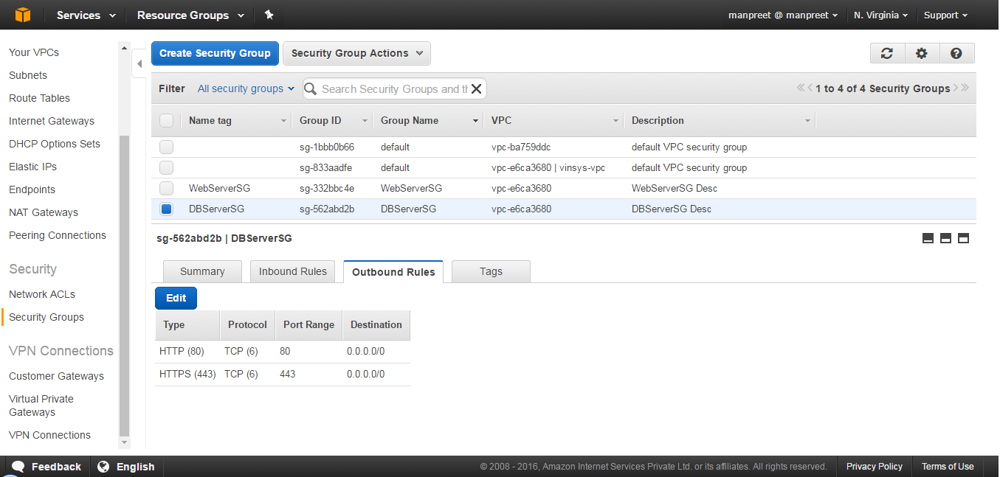 Services Resource Groups manpreet @ manpreet N. Virginia Support
Your VPCs
Subnets
Route Tables
Internet Gateways
DHCP Options Sets
Elastic IPs
Endpoints
NAT Gateways
Peering Connections
Security
Network ACLs
Security Groups
VPN Connections
Customer Gateways
Virtual Private
Gateways
VPN Connections
Create Security Group Security Group Actions
Filter All security groups Search Security Groups and th 1 to 4 of 4 Security Groups
Name tag Group ID Group Name VPC Description
sg-1bbb0b66 default vpc-ba759ddc default VPC security group
sg-833aadfe default vpc-e6ca3680 | vinsys-vpc default VPC security group
WebServerSG sg-332bbc4e WebServerSG vpc-e6ca3680 WebServerSG Desc
DBServerSG sg-562abd2b DBServerSG vpc-e6ca3680 DBServerSG Desc
sg-562abd2b | DBServerSG
Summary Inbound Rules Outbound Rules Tags
Edit
Type Protocol Port Range Destination
HTTP (80) TCP (6) 80 0.0.0.0/0
HTTPS (443) TCP (6) 443 0.0.0.0/0
Feedback English © 2008 - 2016, Amazon Internet Services Private Ltd. or its affiliates. All rights reserved. Privacy Policy Terms of Use